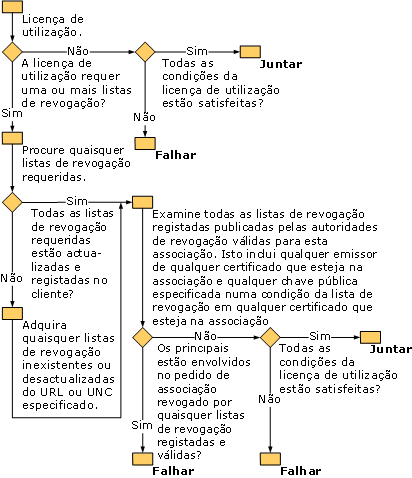 Licença de
utilização.
Não
Sim
A licença de
utilização requer
uma ou mais listas
de revogação?
Todas as
condições da
licença de utilização
estão satisfeitas?
Juntar
Sim
Não
Falhar
Procure quaisquer
listas de revogação
requeridas.
Sim
Todas as listas
de revogação
requeridas
estão actua-
lizadas e
registadas no
cliente?
Não
Examine todas as listas de revogação
registadas publicadas pelas autoridades
de revogação válidas para esta
associação. Isto inclui qualquer emissor
de qualquer certificado que esteja na
associação e qualquer chave pública
especificada numa condição da lista de
revogação em qualquer certificado que
esteja na associação
Adquira
quaisquer listas
de revogação
inexistentes ou
desactualizadas
do URL ou UNC
especificado.
Não
Sim
Os principais
estão envolvidos
no pedido de
associação
revogado por
quaisquer listas
de revogação
registadas e
válidas?
Todas as
condições da
licença de utilização
estão satisfeitas?
Juntar
Não
Sim
Falhar
Falhar